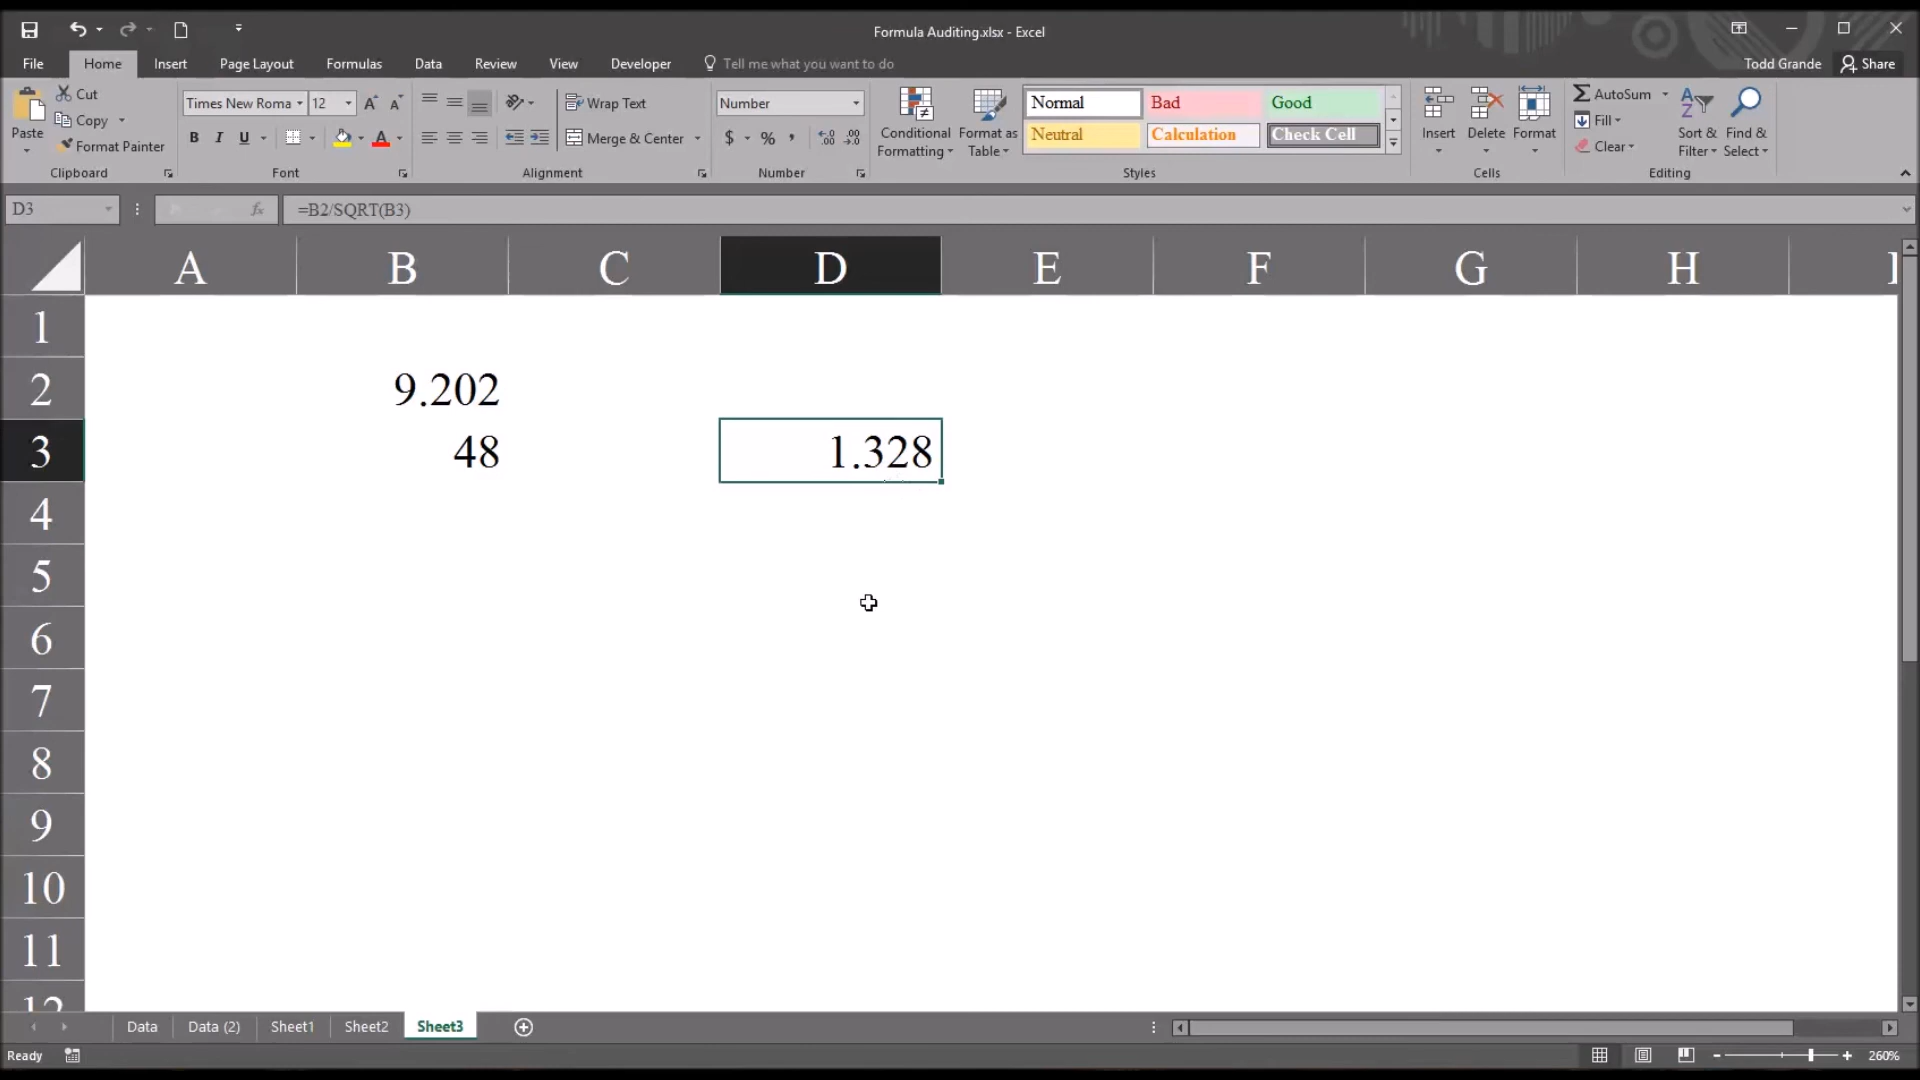 Formula Auditing.xlsx - Excel
File Home Insert Page Layout Formulas Data Review View Developer Tell me what you want to do Todd Grande Share
Paste
Cut
Copy
Format Painter
Clipboard
Times New Roma 12
B I U
Font
Wrap Text
Merge & Center
Alignment
Number
$ % ,
Number
Conditional Formatting
Format as Table
Normal Bad Good
Neutral Calculation Check Cell
Styles
Insert Delete Format
Cells
AutoSum
Fill
Clear
Sort & Filter
Find & Select
Editing
D3 fx =B2/SQRT(B3)
A B C D E F G H I
1
2 9.202
3 48 1.328
4
5
6
7
8
9
10
11
12
Data Data (2) Sheet1 Sheet2 Sheet3
Ready 260%